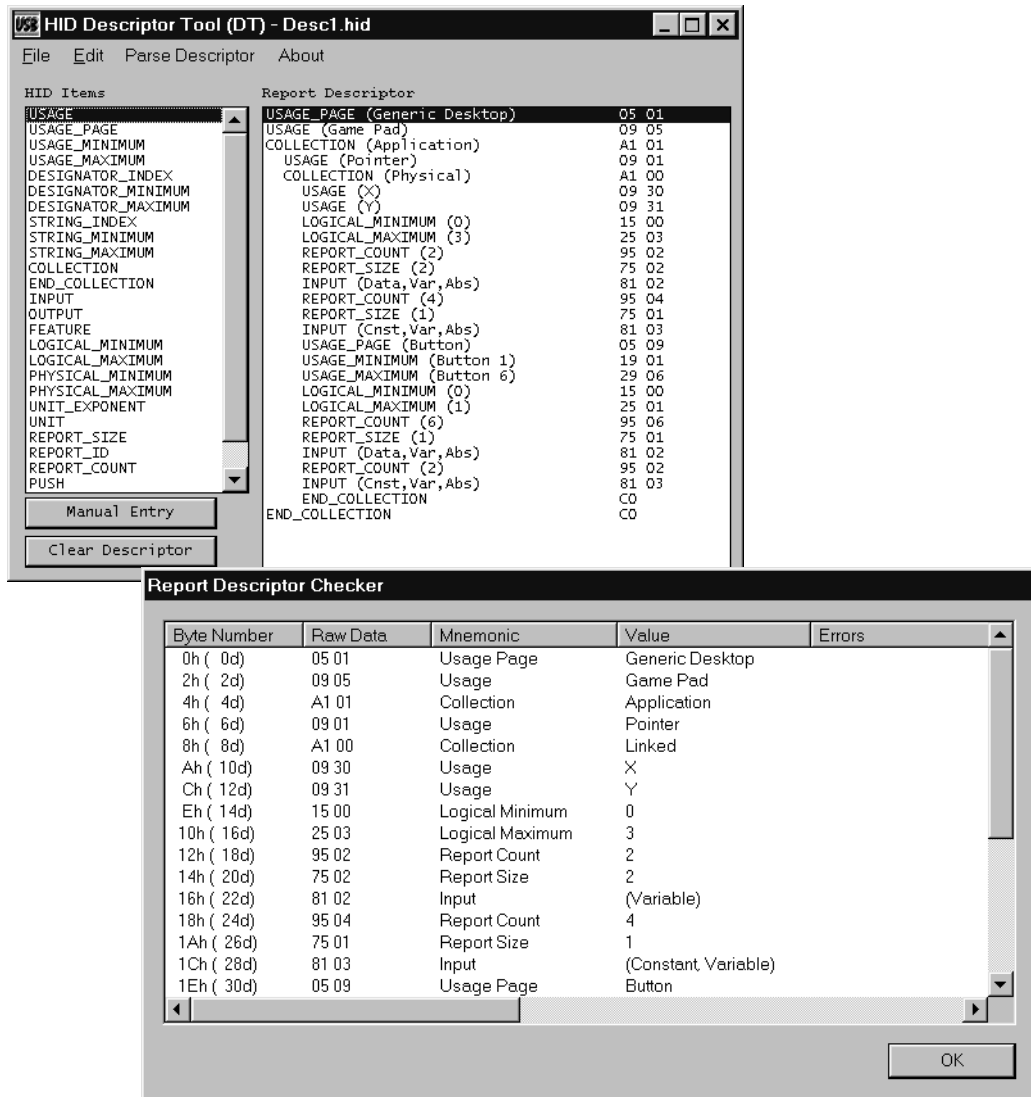 USB HID Descriptor Tool (DT) - Desc1.hid
File Edit Parse Descriptor About
HID Items
USAGE
USAGE_PAGE
USAGE_MINIMUM
USAGE_MAXIMUM
DESIGNATOR_INDEX
DESIGNATOR_MINIMUM
DESIGNATOR_MAXIMUM
STRING_INDEX
STRING_MINIMUM
STRING_MAXIMUM
COLLECTION
END_COLLECTION
INPUT
OUTPUT
FEATURE
LOGICAL_MINIMUM
LOGICAL_MAXIMUM
PHYSICAL_MINIMUM
PHYSICAL_MAXIMUM
UNIT_EXPONENT
UNIT
REPORT_SIZE
REPORT_ID
REPORT_COUNT
PUSH
Manual Entry
Clear Descriptor
Report Descriptor
USAGE_PAGE (Generic Desktop) 05 01
USAGE (Game Pad) 09 05
COLLECTION (Application) A1 01
USAGE (Pointer) 09 01
COLLECTION (Physical) A1 00
USAGE (X) 09 30
USAGE (Y) 09 31
LOGICAL_MINIMUM (0) 15 00
LOGICAL_MAXIMUM (3) 25 03
REPORT_COUNT (2) 95 02
REPORT_SIZE (2) 75 02
INPUT (Data,Var,Abs) 81 02
REPORT_COUNT (4) 95 04
REPORT_SIZE (1) 75 01
INPUT (Cnst,Var,Abs) 81 03
USAGE_PAGE (Button) 05 09
USAGE_MINIMUM (Button 1) 19 01
USAGE_MAXIMUM (Button 6) 29 06
LOGICAL_MINIMUM (0) 15 00
LOGICAL_MAXIMUM (1) 25 01
REPORT_COUNT (6) 95 06
REPORT_SIZE (1) 75 01
INPUT (Data,Var,Abs) 81 02
REPORT_COUNT (2) 95 02
INPUT (Cnst,Var,Abs) 81 03
END_COLLECTION C0
END_COLLECTION C0
Report Descriptor Checker
Byte Number Raw Data Mnemonic Value Errors
0h ( 0d) 05 01 Usage Page Generic Desktop
2h ( 2d) 09 05 Usage Game Pad
4h ( 4d) A1 01 Collection Application
6h ( 6d) 09 01 Usage Pointer
8h ( 8d) A1 00 Collection Linked
Ah ( 10d) 09 30 Usage X
Ch ( 12d) 09 31 Usage Y
Eh ( 14d) 15 00 Logical Minimum 0
10h ( 16d) 25 03 Logical Maximum 3
12h ( 18d) 95 02 Report Count 2
14h ( 20d) 75 02 Report Size 2
16h ( 22d) 81 02 Input (Variable)
18h ( 24d) 95 04 Report Count 4
1Ah ( 26d) 75 01 Report Size 1
1Ch ( 28d) 81 03 Input (Constant, Variable)
1Eh ( 30d) 05 09 Usage Page Button
OK